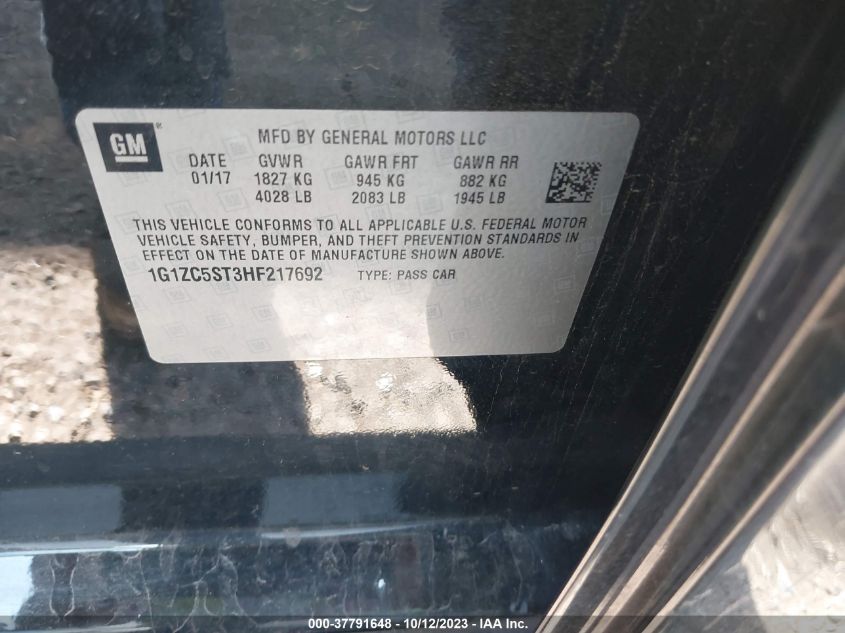 GM ®
MFD BY GENERAL MOTORS LLC
DATE GVWR GAWR FRT GAWR RR
01/17 1827 KG 945 KG 882 KG
4028 LB 2083 LB 1945 LB
THIS VEHICLE CONFORMS TO ALL APPLICABLE U.S. FEDERAL MOTOR
VEHICLE SAFETY, BUMPER, AND THEFT PREVENTION STANDARDS IN
EFFECT ON THE DATE OF MANUFACTURE SHOWN ABOVE.
1G1ZC5ST3HF217692 TYPE: PASS CAR
000-37791648 - 10/12/2023 - IAA Inc.